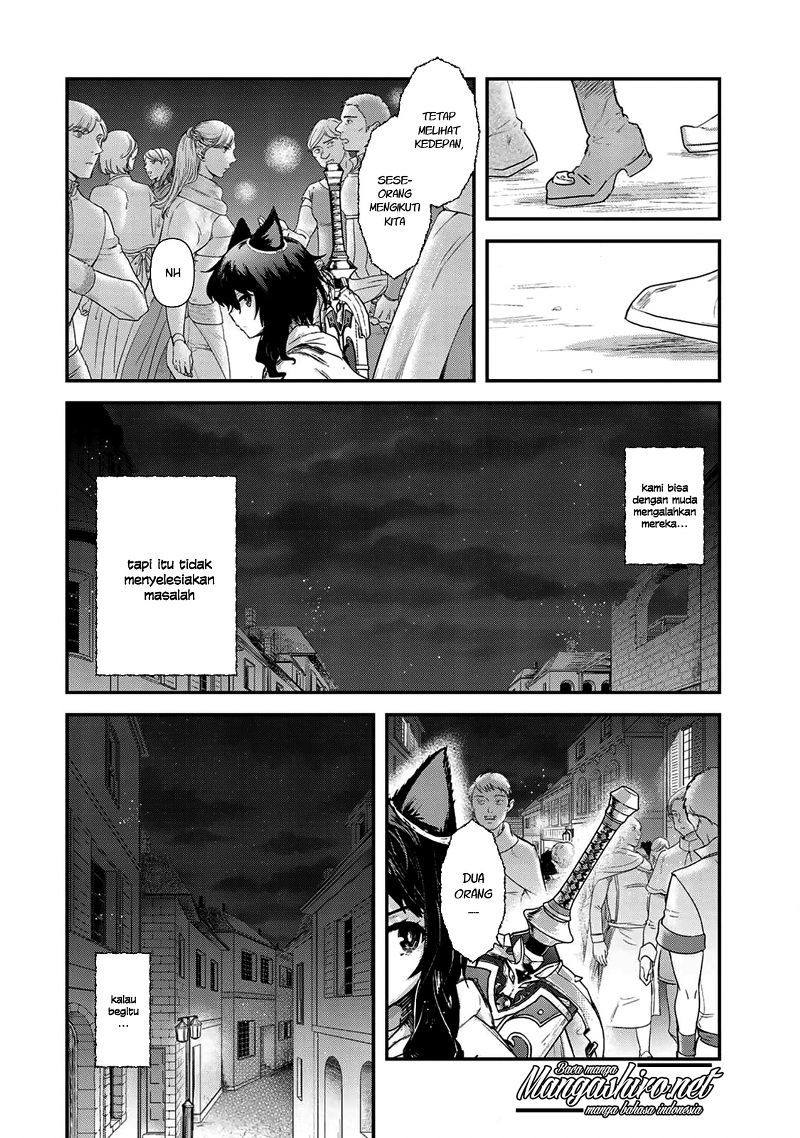 TETAP
MELIHAT
KEDEPAN,
SESE-
ORANG
MENGIKUTI
KITA
NH
kami bisa
dengan muda
mengalahkan
mereka...
tapi itu tidak
menyelesiakan
masalah
DUA
ORANG
...
kalau
begitu
...
Baca manga
Mangashiro.net
manga bahasa indonesia